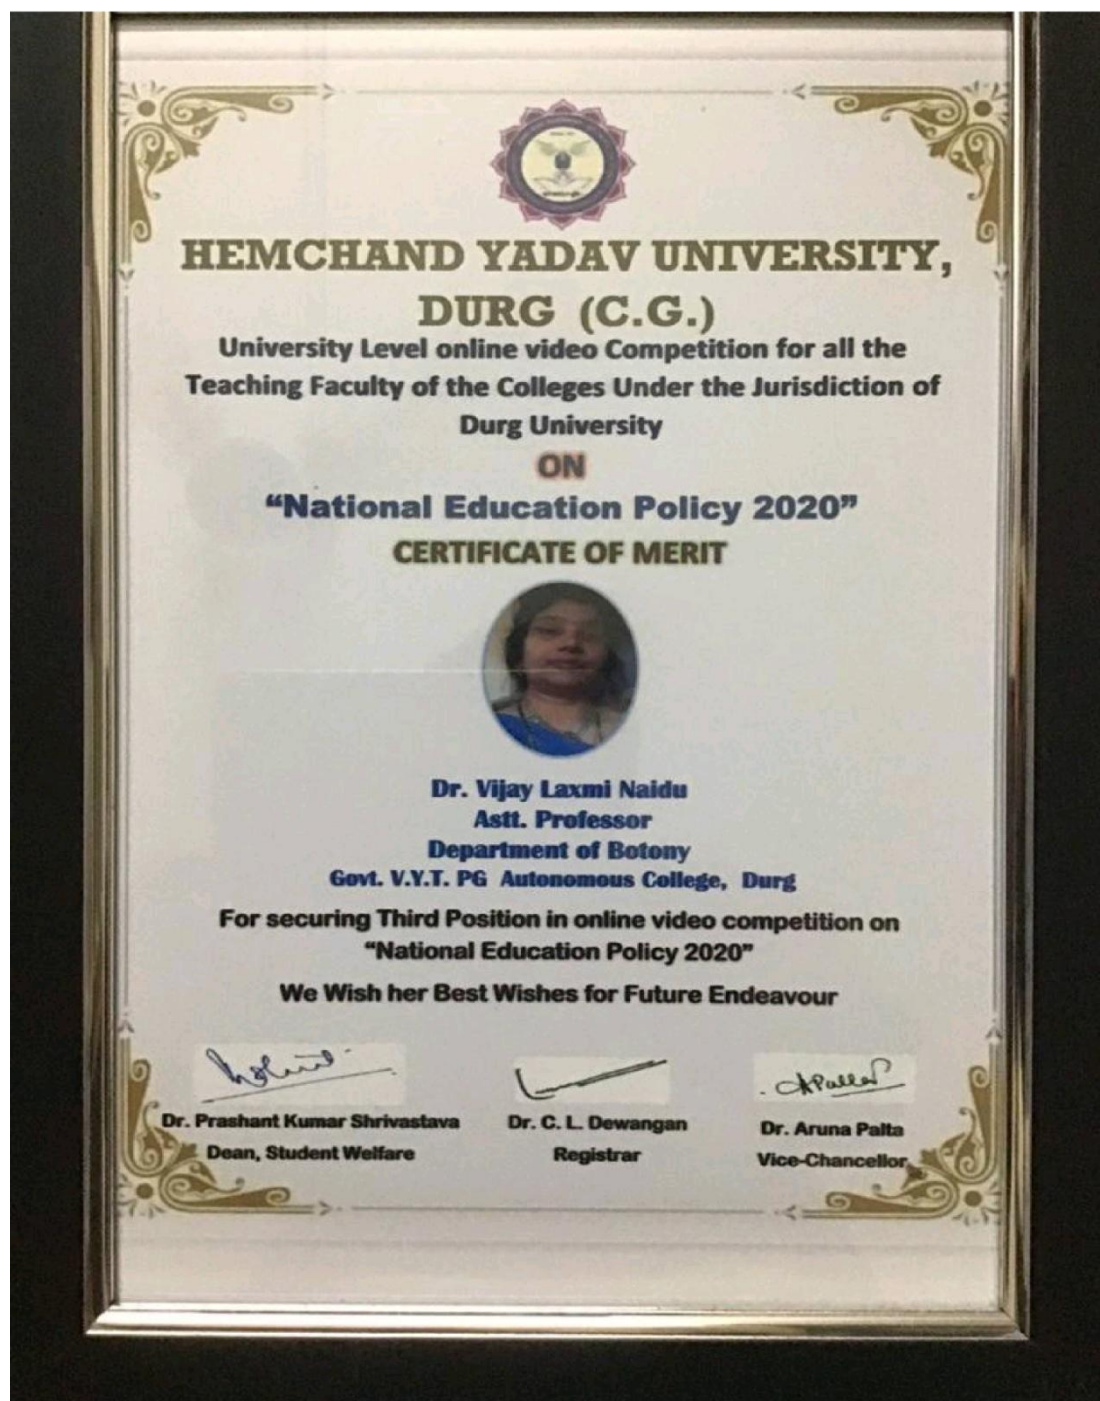 HEMCHAND YADAV UNIVERSITY,
DURG (C.G.)
University Level online video Competition for all the
Teaching Faculty of the Colleges Under the Jurisdiction of
Durg University
ON
“National Education Policy 2020”
CERTIFICATE OF MERIT
Dr. Vijay Laxmi Naidu
Astt. Professor
Department of Botony
Govt. V.Y.T. PG Autonomous College, Durg
For securing Third Position in online video competition on
“National Education Policy 2020”
We Wish her Best Wishes for Future Endeavour
APalta
Dr. Prashant Kumar Shrivastava
Dr. C. L. Dewangan
Dr. Aruna Palta
Dean, Student Welfare
Registrar
Vice-Chancellor